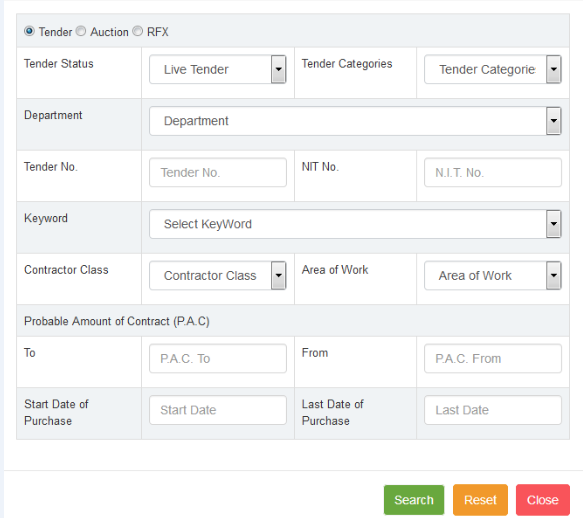 Tender Auction RFX
Tender Status Live Tender Tender Categories Tender Categorie
Department Department
Tender No. Tender No. NIT No. N.I.T. No.
Keyword Select KeyWord
Contractor Class Contractor Class Area of Work Area of Work
Probable Amount of Contract (P.A.C)
To P.A.C. To From P.A.C. From
Start Date of
Purchase Start Date Last Date of
Purchase Last Date
Search Reset Close